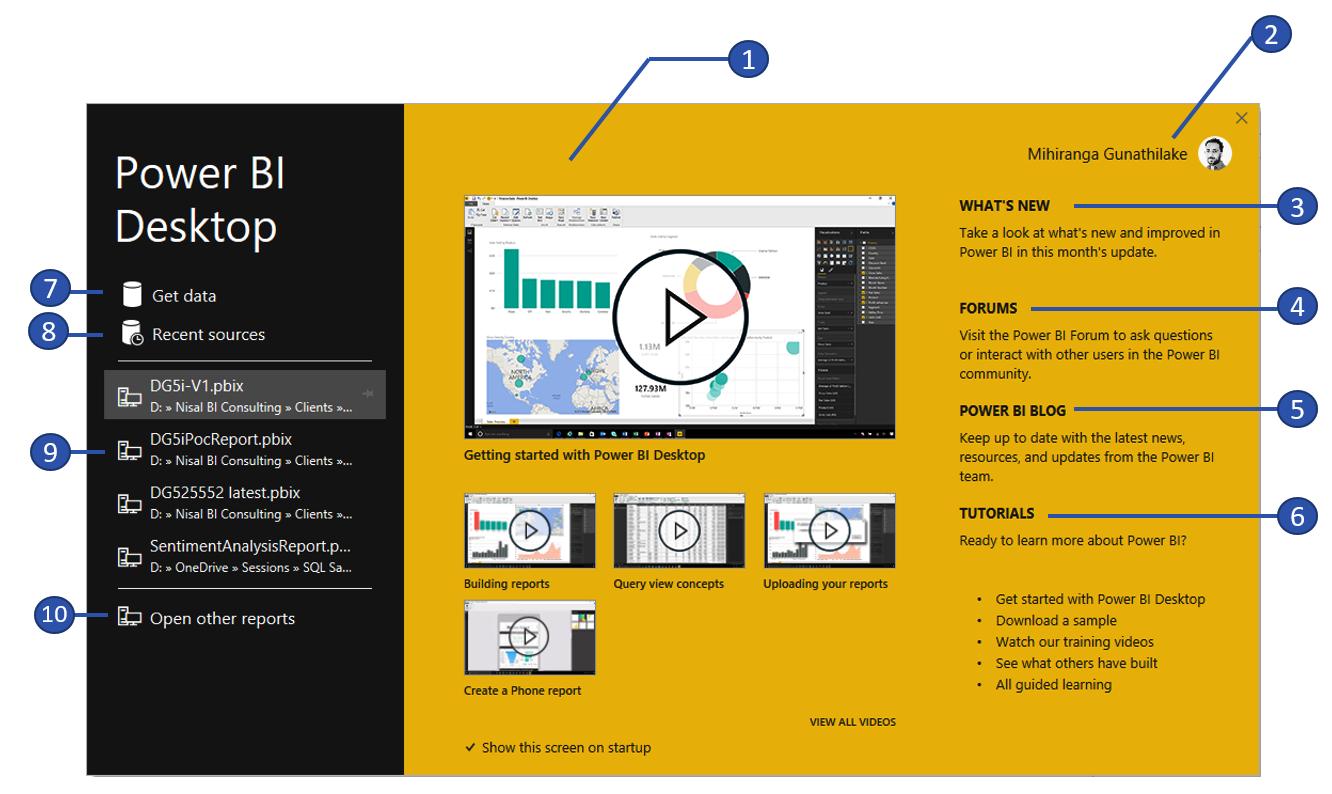 1
2
Mihiranga Gunathilake
Power BI
Desktop
7
Get data
8
Recent sources
DG5i-V1.pbix
D: » Nisal BI Consulting » Clients »...
9
DG5iPocReport.pbix
D: » Nisal BI Consulting » Clients »...
DG525552 latest.pbix
D: » Nisal BI Consulting » Clients »...
SentimentAnalysisReport.p...
D: » OneDrive » Sessions » SQL Sa...
10
Open other reports
NORTH
AMERICA
EUROPE
AFRICA
1.13M
127.93M
Getting started with Power BI Desktop
Building reports
Query view concepts
Uploading your reports
Create a Phone report
VIEW ALL VIDEOS
✓ Show this screen on startup
WHAT'S NEW
3
Take a look at what's new and improved in
Power BI in this month's update.
FORUMS
4
Visit the Power BI Forum to ask questions
or interact with other users in the Power BI
community.
POWER BI BLOG
5
Keep up to date with the latest news,
resources, and updates from the Power BI
team.
TUTORIALS
6
Ready to learn more about Power BI?
• Get started with Power BI Desktop
• Download a sample
• Watch our training videos
• See what others have built
• All guided learning